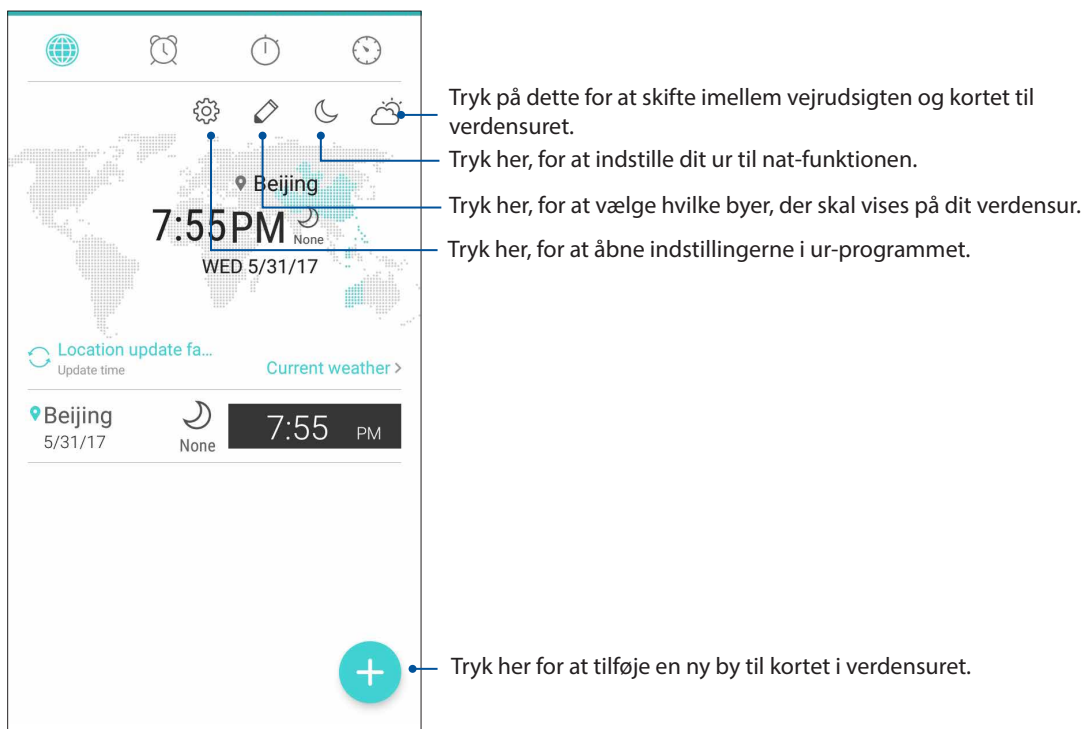 Tryk på dette for at skifte imellem vejrudsigten og kortet til
verdensuret.
Tryk her, for at indstille dit ur til nat-funktionen.
Beijing
Tryk her, for at vælge hvilke byer, der skal vises på dit verdensur.
7:55 PM
None
Tryk her, for at åbne indstillingerne i ur-programmet.
WED 5/31/17
Location update fa...
Update time
Current weather >
Beijing
5/31/17
None
7:55 PM
Tryk her for at tilføje en ny by til kortet i verdensuret.